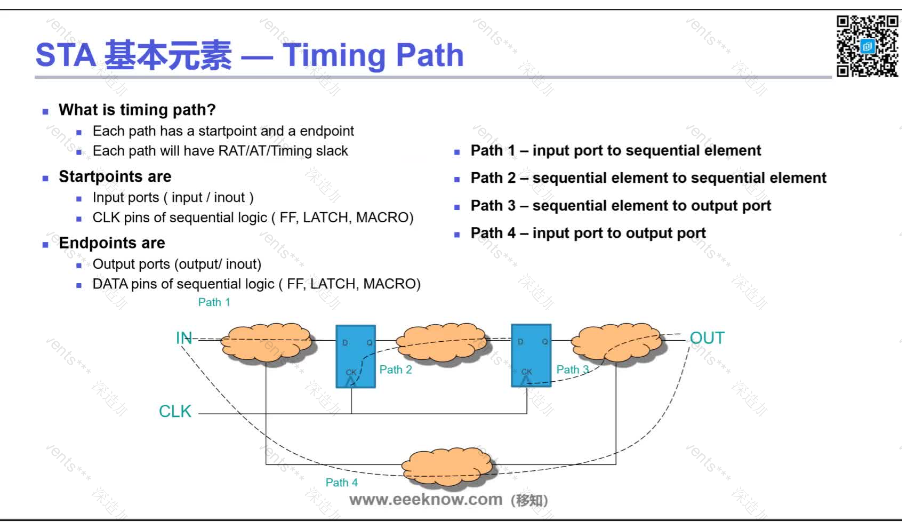 STA 基本元素 — Timing Path
What is timing path?
Each path has a startpoint and a endpoint
Each path will have RAT/AT/Timing slack
Startpoints are
Input ports ( input / inout )
CLK pins of sequential logic ( FF, LATCH, MACRO)
Endpoints are
Output ports (output/ inout)
DATA pins of sequential logic ( FF, LATCH, MACRO)
Path 1 – input port to sequential element
Path 2 – sequential element to sequential element
Path 3 – sequential element to output port
Path 4 – input port to output port
Path 1
IN
D Q
CK
Path 2
D Q
CK
Path 3
OUT
CLK
Path 4
www.eeeknow.com（移知）